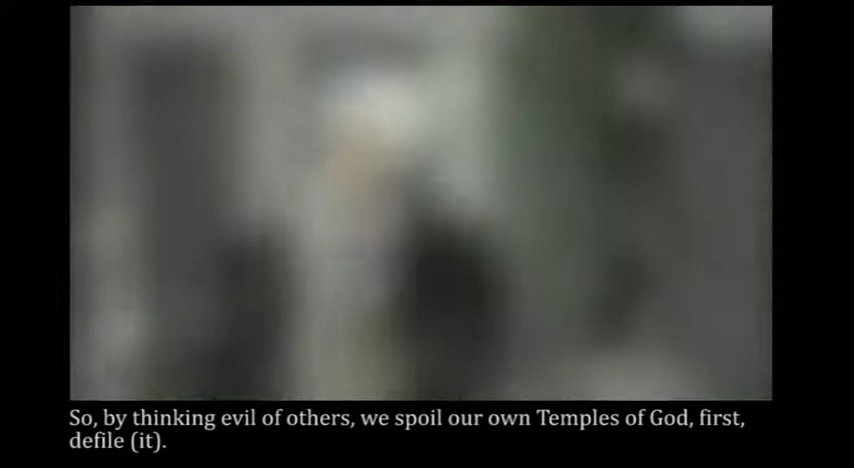 So, by thinking evil of others, we spoil our own Temples of God, first,
defile (it).